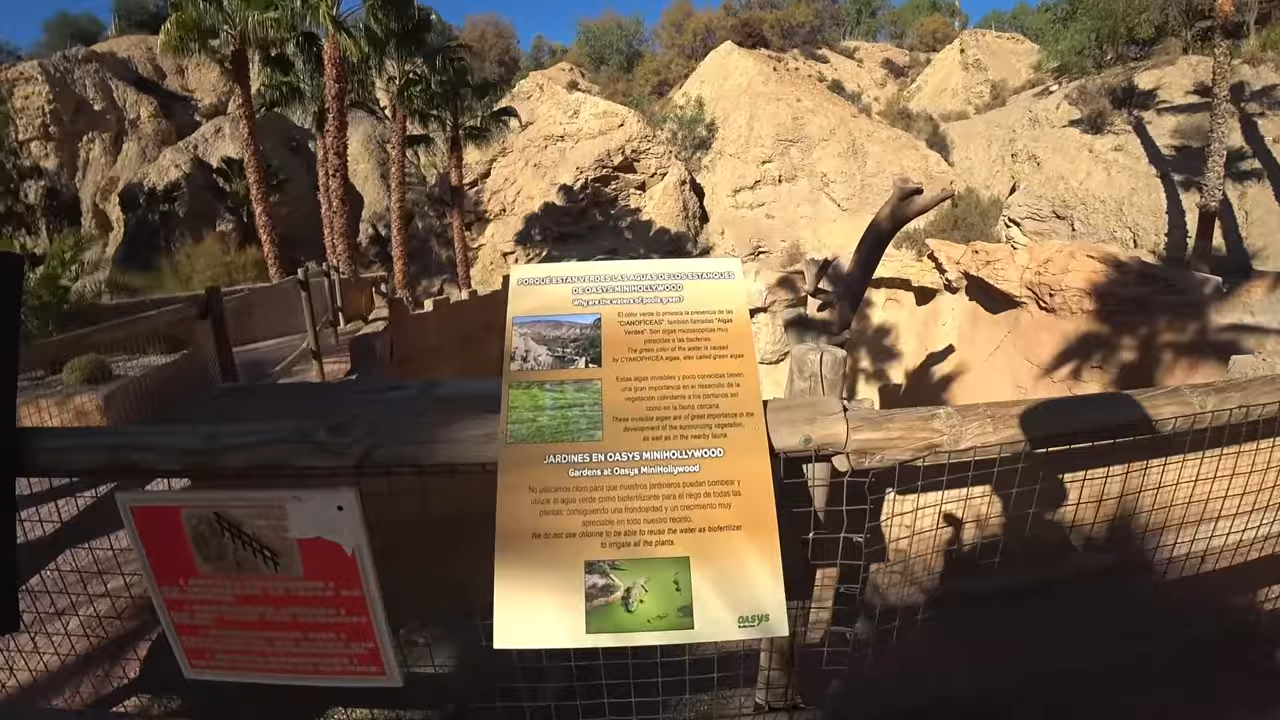 PORQUÉ ESTAN VERDES LAS AGUAS DE LOS ESTANQUES
DE OASYS MINIHOLLYWOOD
Why are the waters of pools green?
El color verde lo provoca la presencia de las
"CIANOFÍCEAS", también llamadas "Algas
Verdes". Son algas microscópicas muy
parecidas a las bacterias.
The green color of the water is caused
by CYANOPHICEA algae, also called green algae
Estas algas invisibles y poco conocidas tienen
una gran importancia en el desarrollo de la
vegetación colindante a los pantanos así
como en la fauna cercana
These invisible algae are of great importance in the
development of the surrounding vegetation,
as well as in the nearby fauna
JARDINES EN OASYS MINIHOLLYWOOD
Gardens at Oasys MiniHollywood
No utilizamos cloro para que nuestros jardineros puedan bombear y
utilizar el agua verde como biofertilizante para el riego de todas las
plantas, consiguiendo una frondosidad y un crecimiento muy
apreciable en todo nuestro recinto.
We do not use chlorine to be able to reuse the water as biofertilizer
to irrigate all the plants.
OASYS